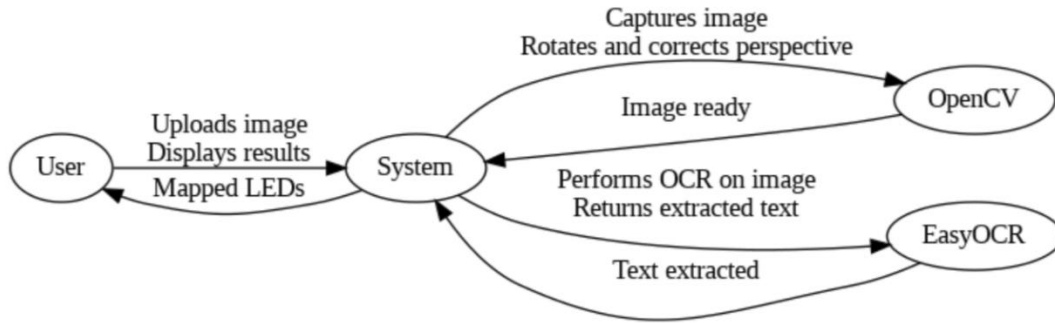 Captures image
Rotates and corrects perspective
OpenCV
Image ready
Uploads image
Displays results
User
System
Mapped LEDs
Performs OCR on image
Returns extracted text
EasyOCR
Text extracted